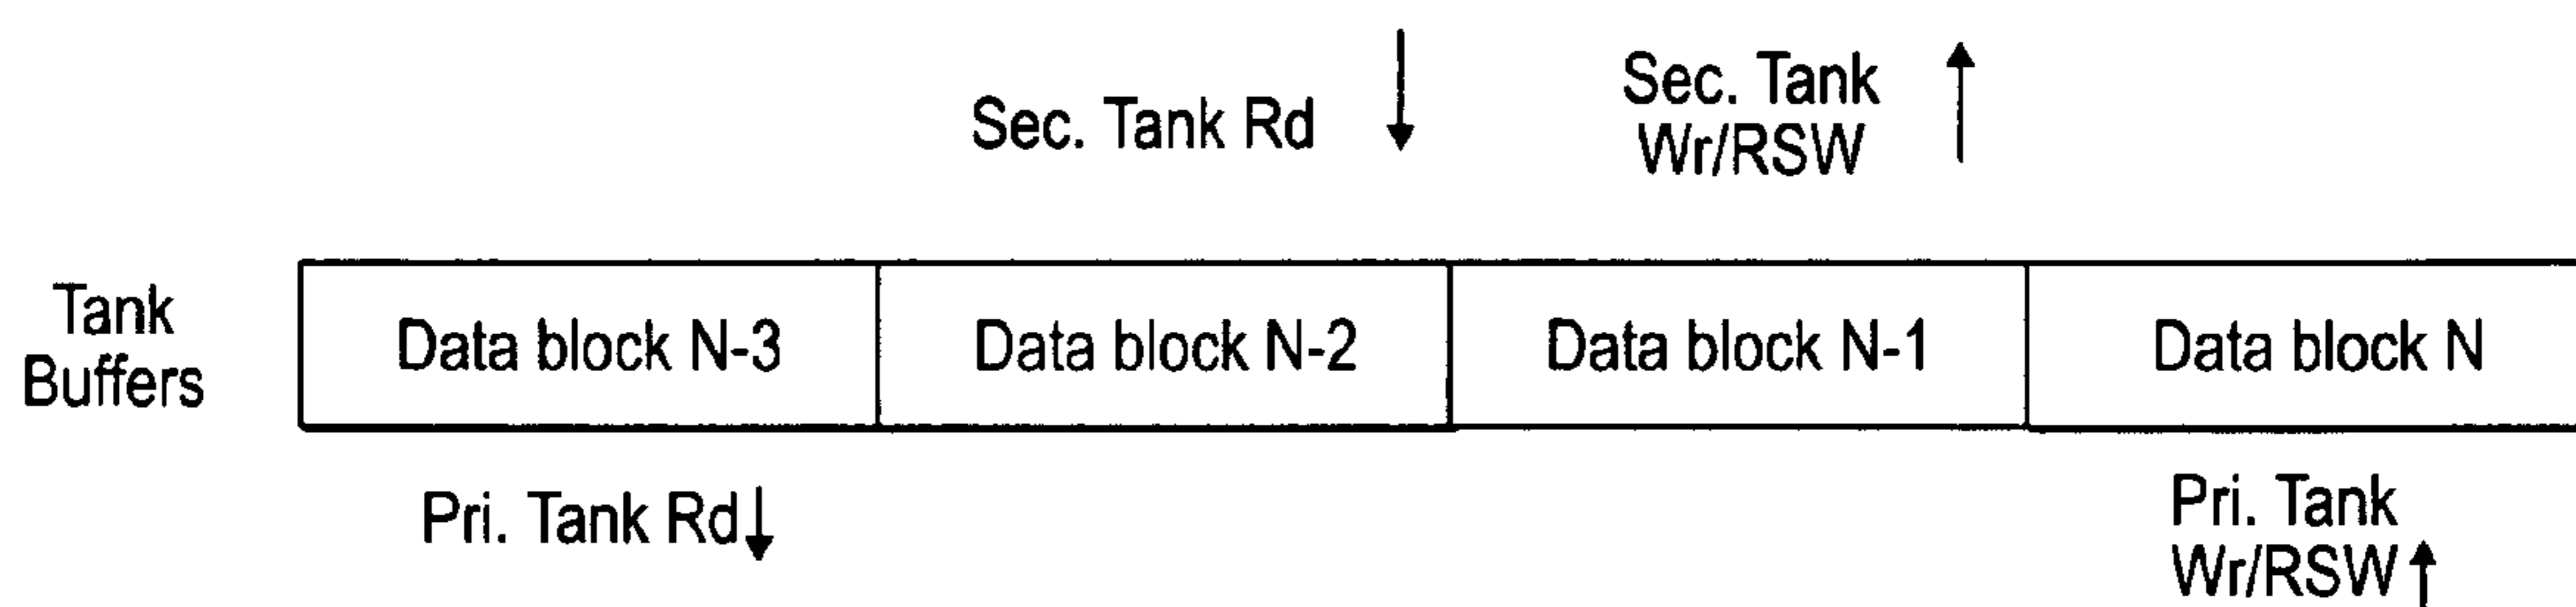 Sec. Tank Rd
Sec. Tank
Wr/RSW
Tank
Buffers
Data block N-3
Data block N-2
Data block N-1
Data block N
Pri. Tank Rd
Pri. Tank
Wr/RSW